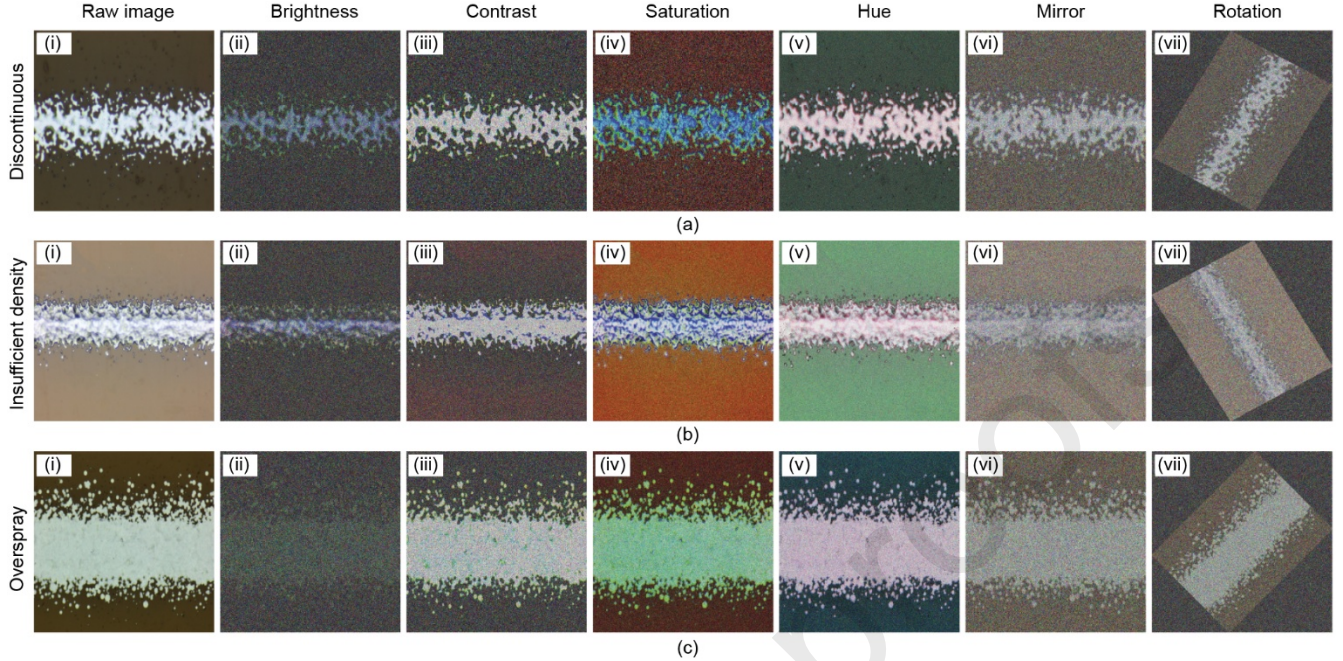 Raw image Brightness Contrast Saturation Hue Mirror Rotation
Discontinuous
(i) (ii) (iii) (iv) (v) (vi) (vii)
(a)
Insufficient density
(i) (ii) (iii) (iv) (v) (vi) (vii)
(b)
Overspray
(i) (ii) (iii) (iv) (v) (vi) (vii)
(c)